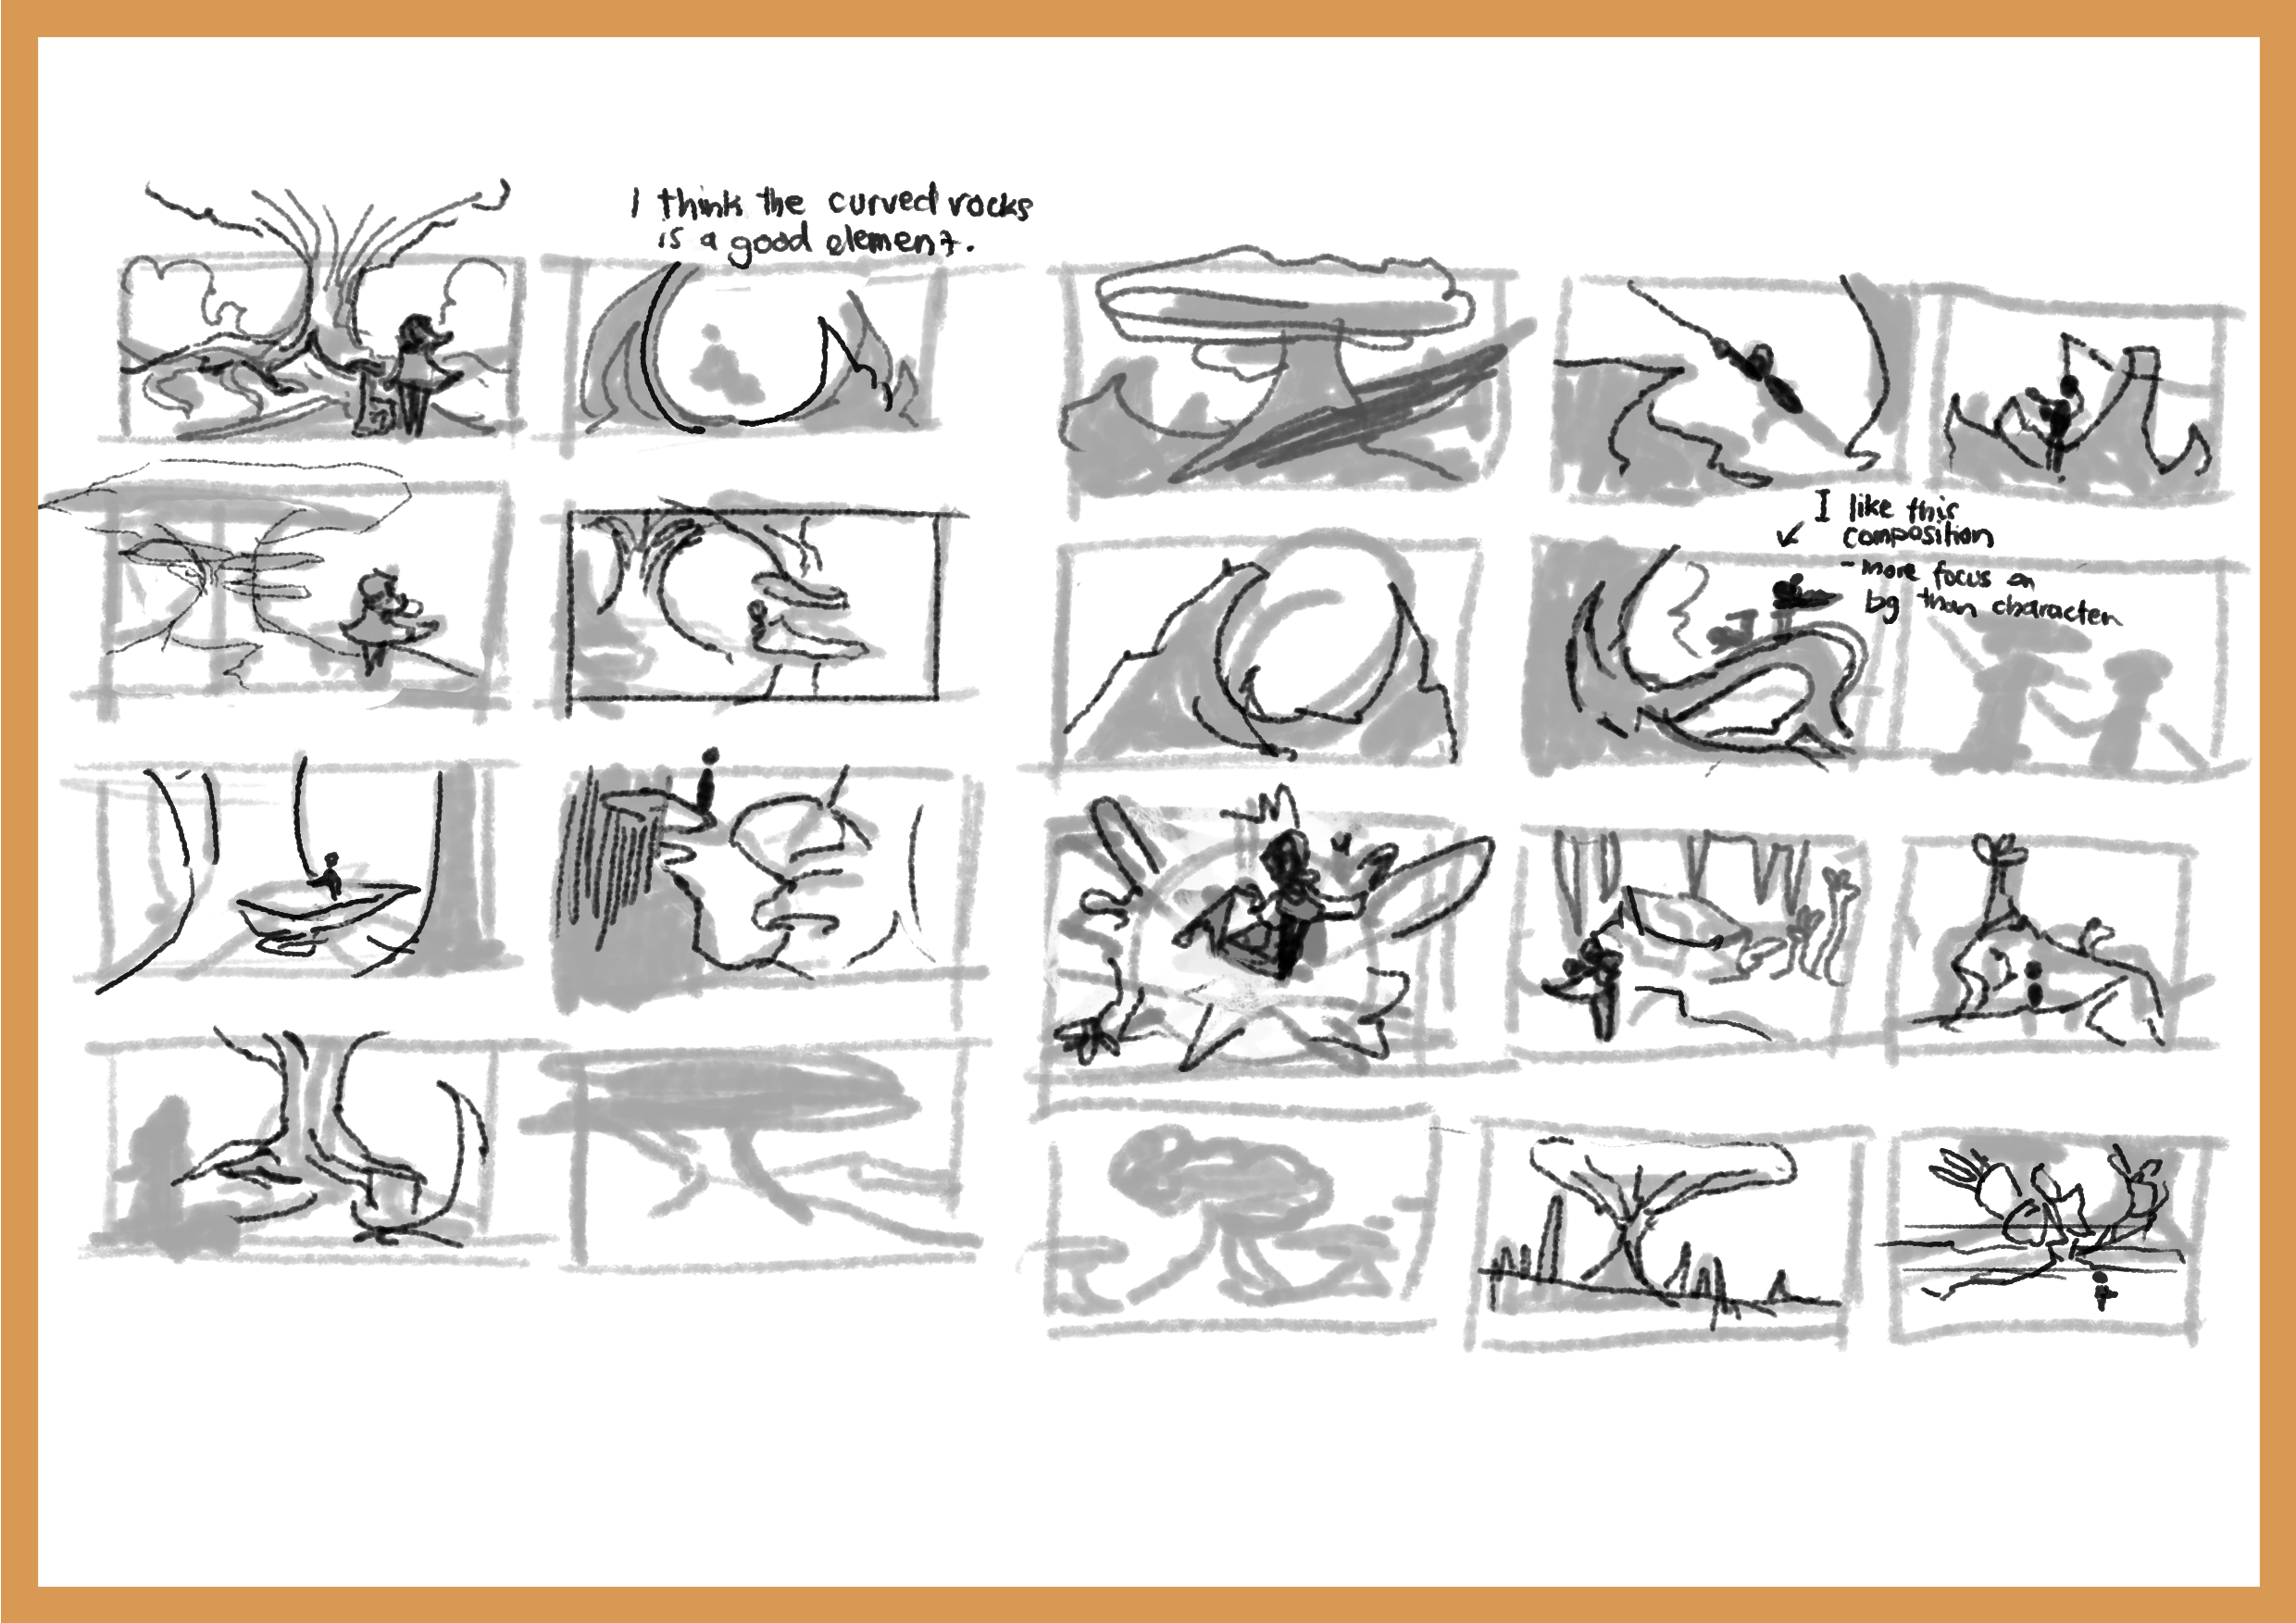 I think the curved rocks
is a good element.
I like this
composition
- more focus on
bg than character